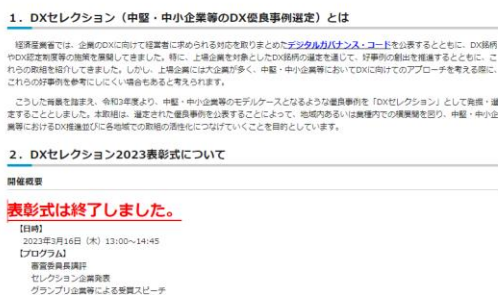 1．DXセレクション（中堅・中小企業等のDX優良事例選定）とは
経済産業省では、企業のDXに向けて経営者に求められる対応を取りまとめたデジタルガバナンス・コードを公表するとともに、DX銘柄
やDX認定制度等の施策を展開してきました。特に、上場企業を対象としたDX銘柄の選定を通じて、好事例の創出を推進するとともに、こ
れらの取組を紹介してきました。しかし、上場企業には大企業が多く、中堅・中小企業等においてDXに向けてのアプローチを考える際に、
これらの好事例を参考にしにくい場合もあると考えられます。
こうした背景を踏まえ、令和3年度より、中堅・中小企業等のモデルケースとなるような優良事例を「DXセレクション」として発掘・選
定することとしました。本取組は、選定された優良事例を公表することによって、地域内あるいは業種内での横展開を図り、中堅・中小企
業等におけるDX推進並びに各地域での取組の活性化につなげていくことを目的としています。
2．DXセレクション2023表彰式について
開催概要
表彰式は終了しました。
【日時】
2023年3月16日（木）13:00～14:45
【プログラム】
審査委員長講評
セレクション企業発表
グランプリ企業等による受賞スピーチ